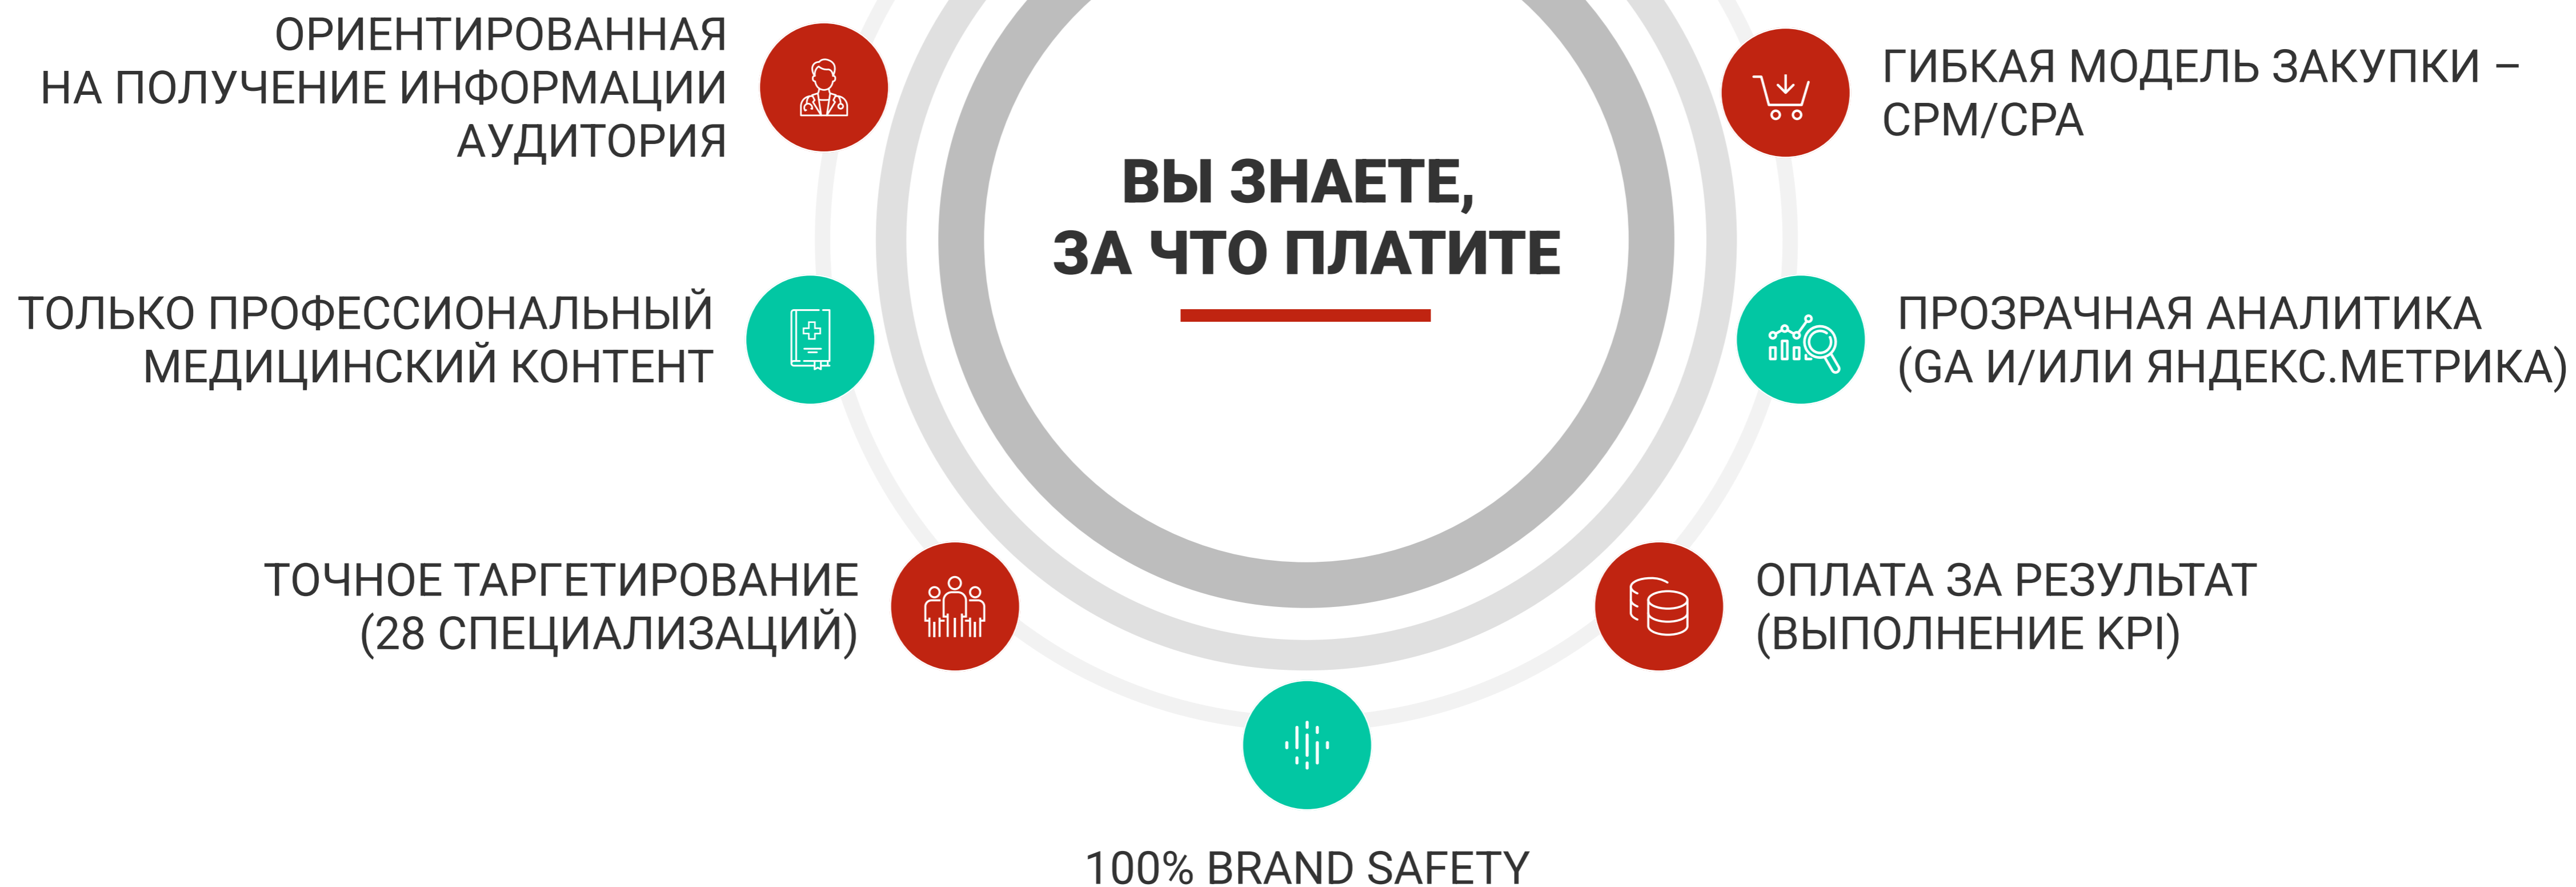 ОРИЕНТИРОВАННАЯ
НА ПОЛУЧЕНИЕ ИНФОРМАЦИИ
АУДИТОРИЯ
ТОЛЬКО ПРОФЕССИОНАЛЬНЫЙ
МЕДИЦИНСКИЙ КОНТЕНТ
ТОЧНОЕ ТАРГЕТИРОВАНИЕ
(28 СПЕЦИАЛИЗАЦИЙ)
ВЫ ЗНАЕТЕ,
ЗА ЧТО ПЛАТИТЕ
ГИБКАЯ МОДЕЛЬ ЗАКУПКИ –
CPM/CPA
ПРОЗРАЧНАЯ АНАЛИТИКА
(GA И/ИЛИ ЯНДЕКС.МЕТРИКА)
ОПЛАТА ЗА РЕЗУЛЬТАТ
(ВЫПОЛНЕНИЕ KPI)
100% BRAND SAFETY